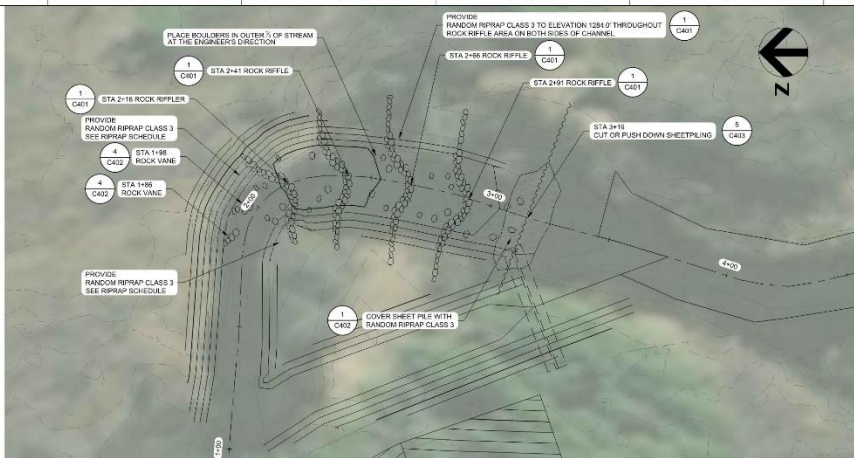 PROVIDE
RANDOM RIPRAP CLASS 3 TO ELEVATION 1284.0' THROUGHOUT
ROCK RIFFLE AREA ON BOTH SIDES OF CHANNEL
1
C401
PLACE BOULDERS IN OUTER ⅓ OF STREAM
AT THE ENGINEER'S DIRECTION
STA 2+66 ROCK RIFFLE
1
C401
1
C401
STA 2+41 ROCK RIFFLE
STA 2+91 ROCK RIFFLE
1
C401
1
C401
STA 2+16 ROCK RIFFLER
N
PROVIDE
RANDOM RIPRAP CLASS 3
SEE RIPRAP SCHEDULE
STA 3+16
CUT OR PUSH DOWN SHEETPILING
5
C403
4
C402
STA 1+98
ROCK VANE
4
C402
STA 1+86
ROCK VANE
2+00
3+00
4+00
PROVIDE
RANDOM RIPRAP CLASS 3
SEE RIPRAP SCHEDULE
1
C402
COVER SHEET PILE WITH
RANDOM RIPRAP CLASS 3
1+00